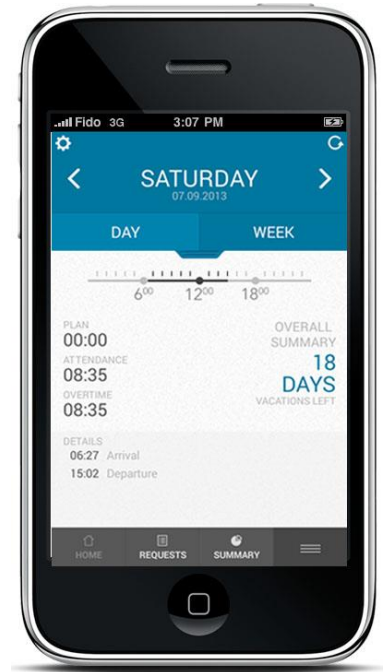 Fido 3G 3:07 PM
SATURDAY
07.09.2013
DAY WEEK
6⁰⁰ 12⁰⁰ 18⁰⁰
PLAN
00:00
ATTENDANCE
08:35
OVERTIME
08:35
OVERALL
SUMMARY
18
DAYS
VACATIONS LEFT
DETAILS
06:27 Arrival
15:02 Departure
HOME REQUESTS SUMMARY